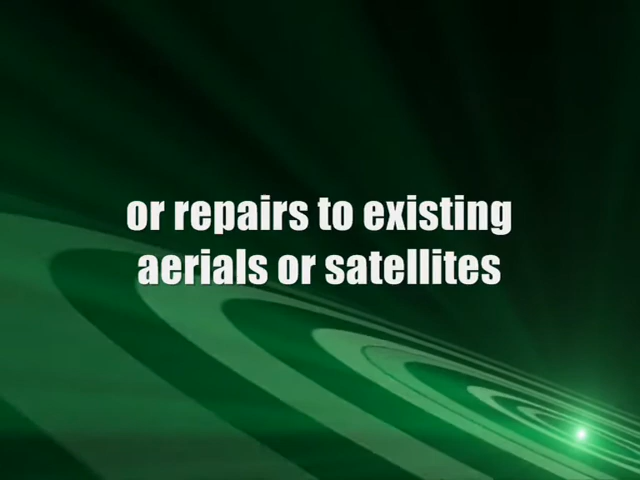 or repairs to existing
aerials or satellites